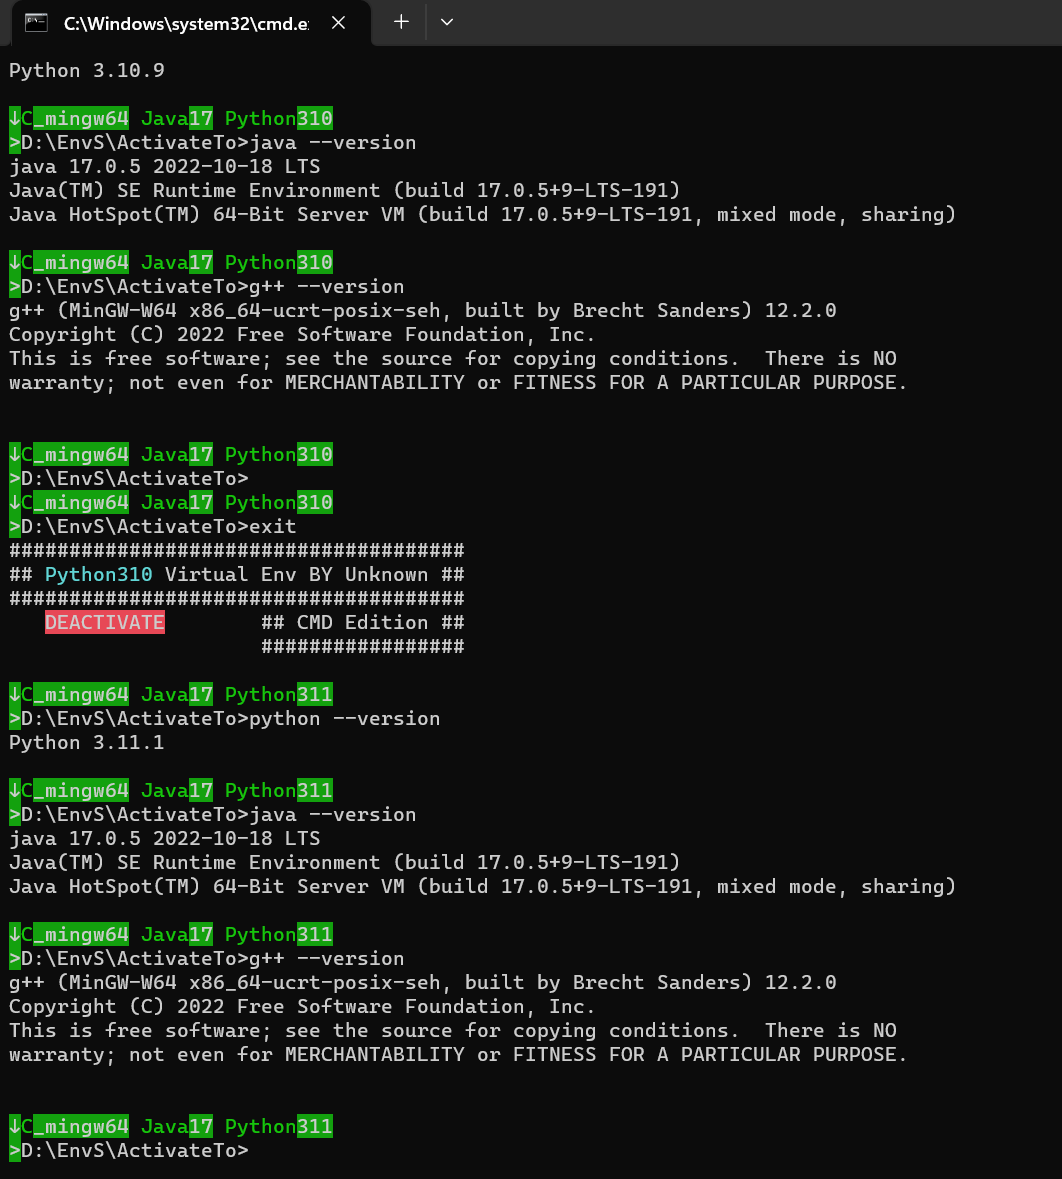 C:\Windows\system32\cmd.e
Python 3.10.9
↓C_mingw64 Java17 Python310
>D:\EnvS\ActivateTo>java --version
java 17.0.5 2022-10-18 LTS
Java(TM) SE Runtime Environment (build 17.0.5+9-LTS-191)
Java HotSpot(TM) 64-Bit Server VM (build 17.0.5+9-LTS-191, mixed mode, sharing)
↓C_mingw64 Java17 Python310
>D:\EnvS\ActivateTo>g++ --version
g++ (MinGW-W64 x86_64-ucrt-posix-seh, built by Brecht Sanders) 12.2.0
Copyright (C) 2022 Free Software Foundation, Inc.
This is free software; see the source for copying conditions.  There is NO
warranty; not even for MERCHANTABILITY or FITNESS FOR A PARTICULAR PURPOSE.
↓C_mingw64 Java17 Python310
>D:\EnvS\ActivateTo>
↓C_mingw64 Java17 Python310
>D:\EnvS\ActivateTo>exit
######################################
## Python310 Virtual Env BY Unknown ##
######################################
DEACTIVATE        ## CMD Edition ##
#################
↓C_mingw64 Java17 Python311
>D:\EnvS\ActivateTo>python --version
Python 3.11.1
↓C_mingw64 Java17 Python311
>D:\EnvS\ActivateTo>java --version
java 17.0.5 2022-10-18 LTS
Java(TM) SE Runtime Environment (build 17.0.5+9-LTS-191)
Java HotSpot(TM) 64-Bit Server VM (build 17.0.5+9-LTS-191, mixed mode, sharing)
↓C_mingw64 Java17 Python311
>D:\EnvS\ActivateTo>g++ --version
g++ (MinGW-W64 x86_64-ucrt-posix-seh, built by Brecht Sanders) 12.2.0
Copyright (C) 2022 Free Software Foundation, Inc.
This is free software; see the source for copying conditions.  There is NO
warranty; not even for MERCHANTABILITY or FITNESS FOR A PARTICULAR PURPOSE.
↓C_mingw64 Java17 Python311
>D:\EnvS\ActivateTo>